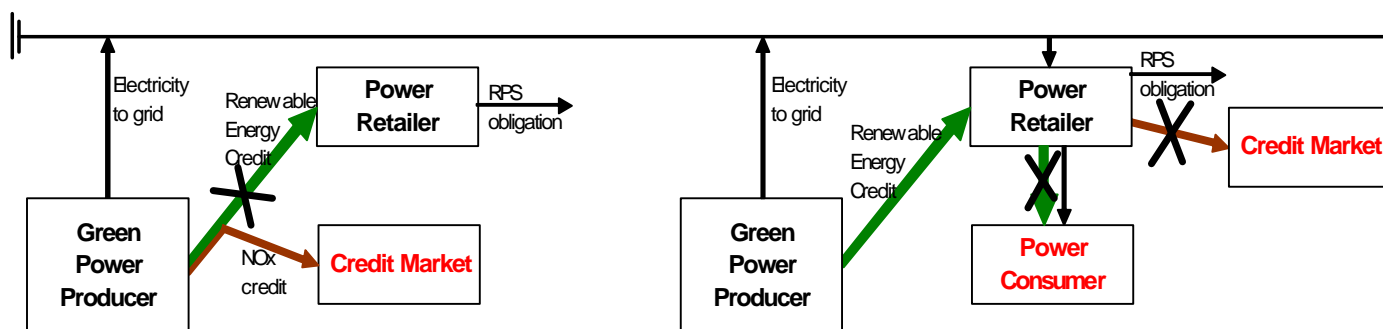 Electricity
to grid
Renewable
Energy
Credit
Power
Retailer
RPS
obligation
Green
Power
Producer
NOx
credit
Credit Market
Electricity
to grid
Renewable
Energy
Credit
Power
Retailer
RPS
obligation
Credit Market
Green
Power
Producer
Power
Consumer